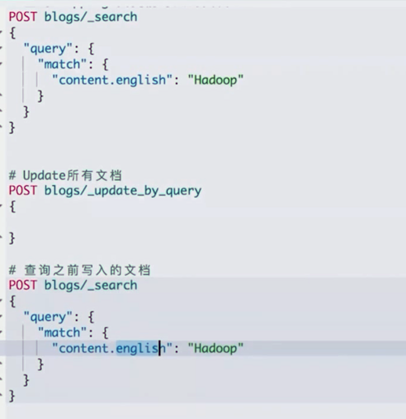 POST blogs/_search
{
  "query": {
    "match": {
      "content.english": "Hadoop"
    }
  }
}
# Update所有文档
POST blogs/_update_by_query
{
}
# 查询之前写入的文档
POST blogs/_search
{
  "query": {
    "match": {
      "content.english": "Hadoop"
    }
  }
}